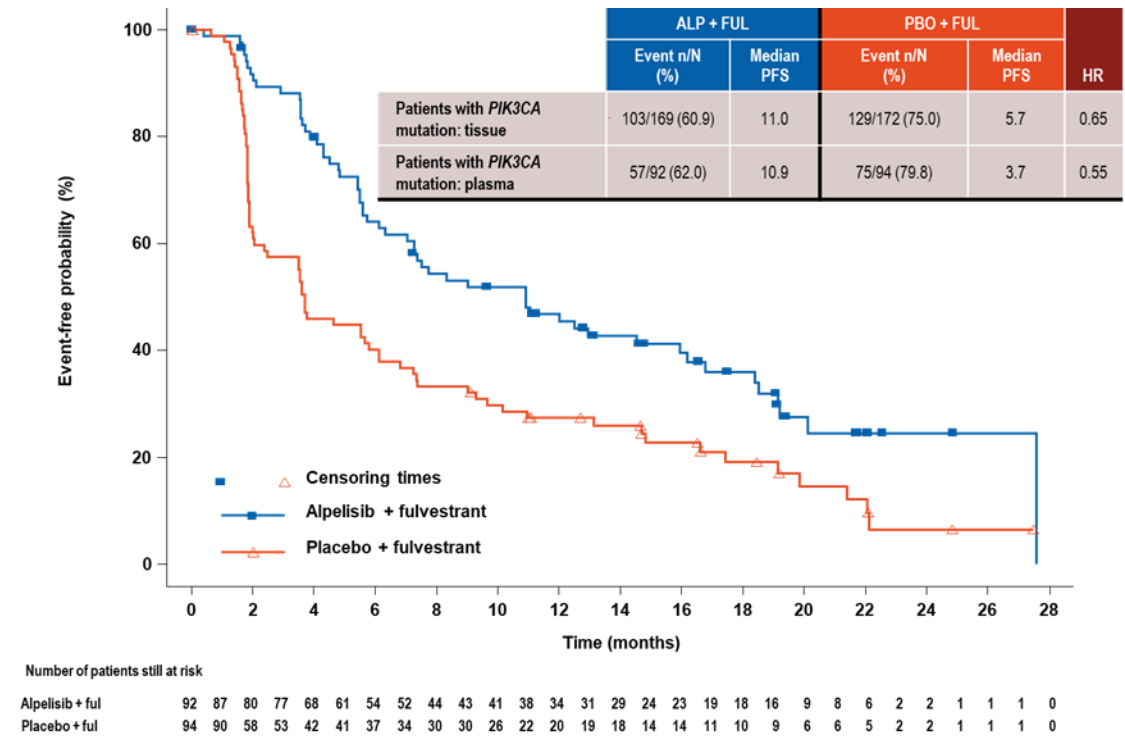 ALP + FUL PBO + FUL
Event n/N (%) Median PFS Event n/N (%) Median PFS HR
Patients with PIK3CA mutation: tissue 103/169 (60.9) 11.0 129/172 (75.0) 5.7 0.65
Patients with PIK3CA mutation: plasma 57/92 (62.0) 10.9 75/94 (79.8) 3.7 0.55
Event-free probability (%)
100
80
60
40
20
0
Censoring times
Alpelisib + fulvestrant
Placebo + fulvestrant
0 2 4 6 8 10 12 14 16 18 20 22 24 26 28
Time (months)
Number of patients still at risk
Alpelisib + ful 92 87 80 77 68 61 54 52 44 43 41 38 34 31 29 24 23 19 18 16 9 8 6 2 2 1 1 1 0
Placebo + ful 94 90 58 53 42 41 37 34 30 30 26 22 20 19 18 14 14 11 10 9 6 6 5 2 2 1 1 1 0